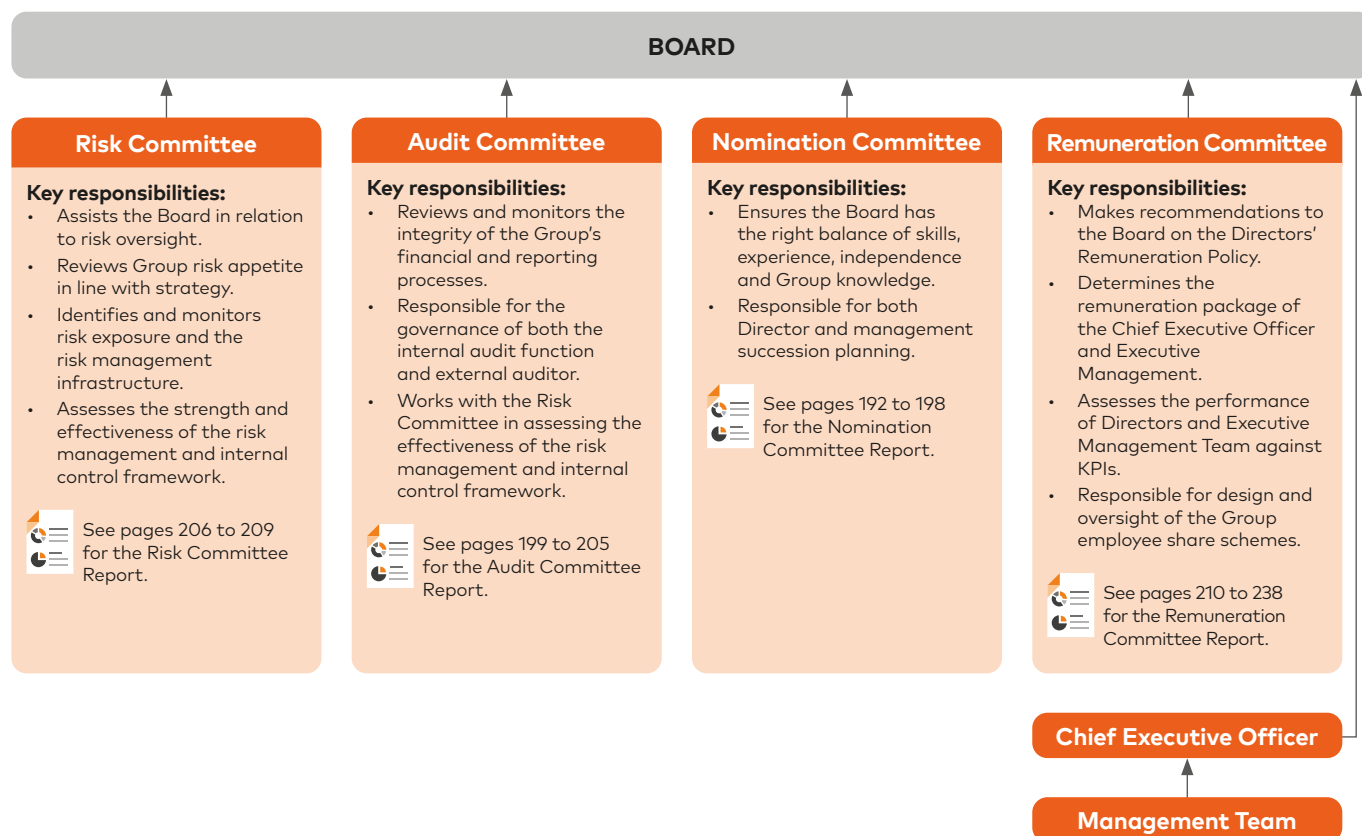 BOARD
Risk Committee
Key responsibilities:
• Assists the Board in relation
to risk oversight.
• Reviews Group risk appetite
in line with strategy.
• Identifies and monitors
risk exposure and the
risk management
infrastructure.
• Assesses the strength and
effectiveness of the risk
management and internal
control framework.
See pages 206 to 209
for the Risk Committee
Report.
Audit Committee
Key responsibilities:
• Reviews and monitors the
integrity of the Group’s
financial and reporting
processes.
• Responsible for the
governance of both the
internal audit function
and external auditor.
• Works with the Risk
Committee in assessing the
effectiveness of the risk
management and internal
control framework.
See pages 199 to 205
for the Audit Committee
Report.
Nomination Committee
Key responsibilities:
• Ensures the Board has
the right balance of skills,
experience, independence
and Group knowledge.
• Responsible for both
Director and management
succession planning.
See pages 192 to 198
for the Nomination
Committee Report.
Remuneration Committee
Key responsibilities:
• Makes recommendations to
the Board on the Directors’
Remuneration Policy.
• Determines the
remuneration package of
the Chief Executive Officer
and Executive
Management.
• Assesses the performance
of Directors and Executive
Management Team against
KPIs.
• Responsible for design and
oversight of the Group
employee share schemes.
See pages 210 to 238
for the Remuneration
Committee Report.
Chief Executive Officer
Management Team